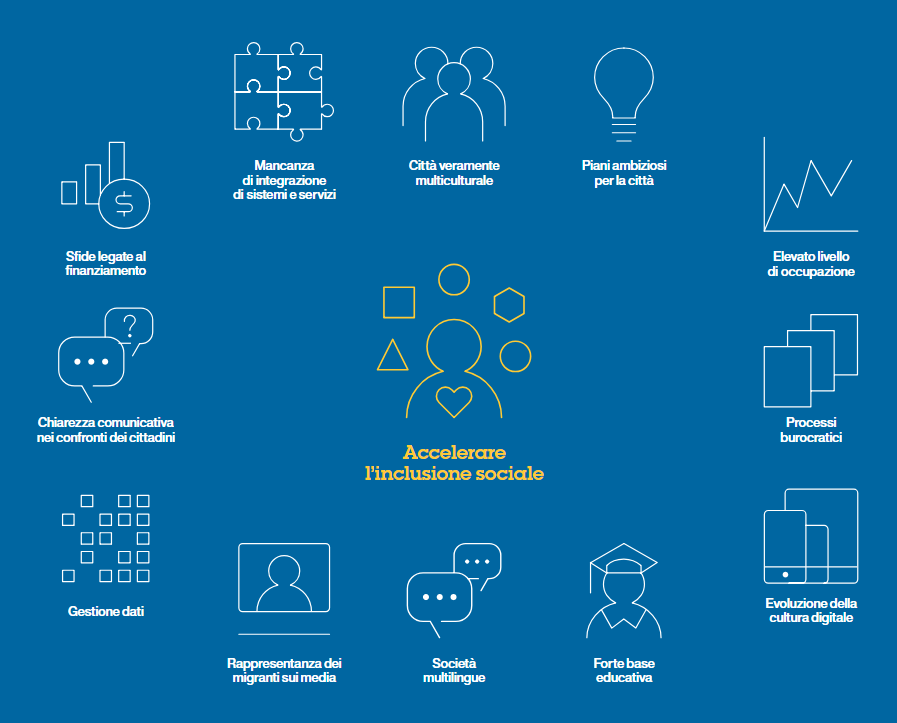 Mancanza
di integrazione
di sistemi e servizi
Città veramente
multiculturale
Piani ambiziosi
per la città
Sfide legate al
finanziamento
$
Elevato livello
di occupazione
?
Chiarezza comunicativa
nei confronti dei cittadini
Processi
burocratici
Accelerare
l'inclusione sociale
Gestione dati
Evoluzione della
cultura digitale
Rappresentanza dei
migranti sui media
Società
multilingue
Forte base
educativa